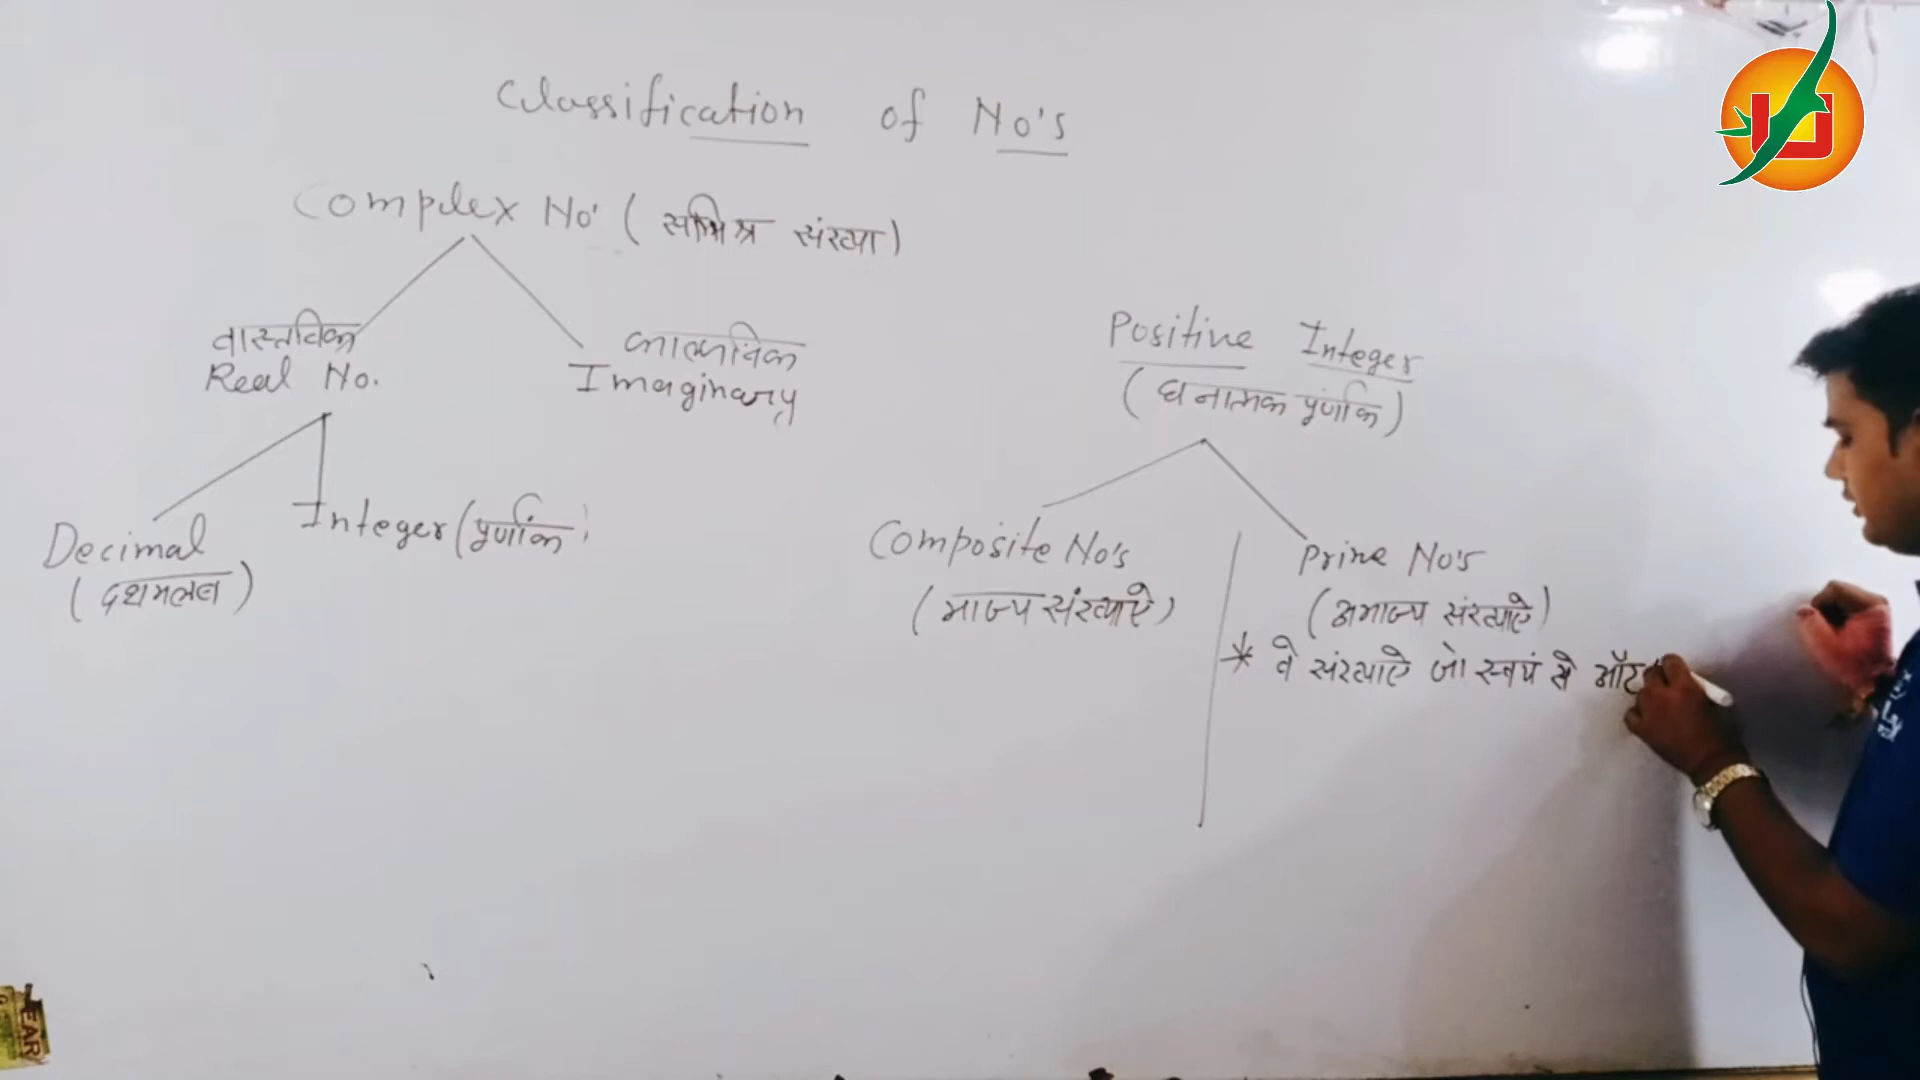 Classification of No's
Complex No' (सम्मिश्र संख्या)
वास्तविक
Real No.
काल्पनिक
Imaginary
Decimal
(दशमलव)
Integer (पूर्णांक)
Positive Integer
(धनात्मक पूर्णांक)
Composite No's
(भाज्य संख्याऐ)
Prime No's
(अभाज्य संख्याऐ)
* वे संख्याऐ जो स्वयं से